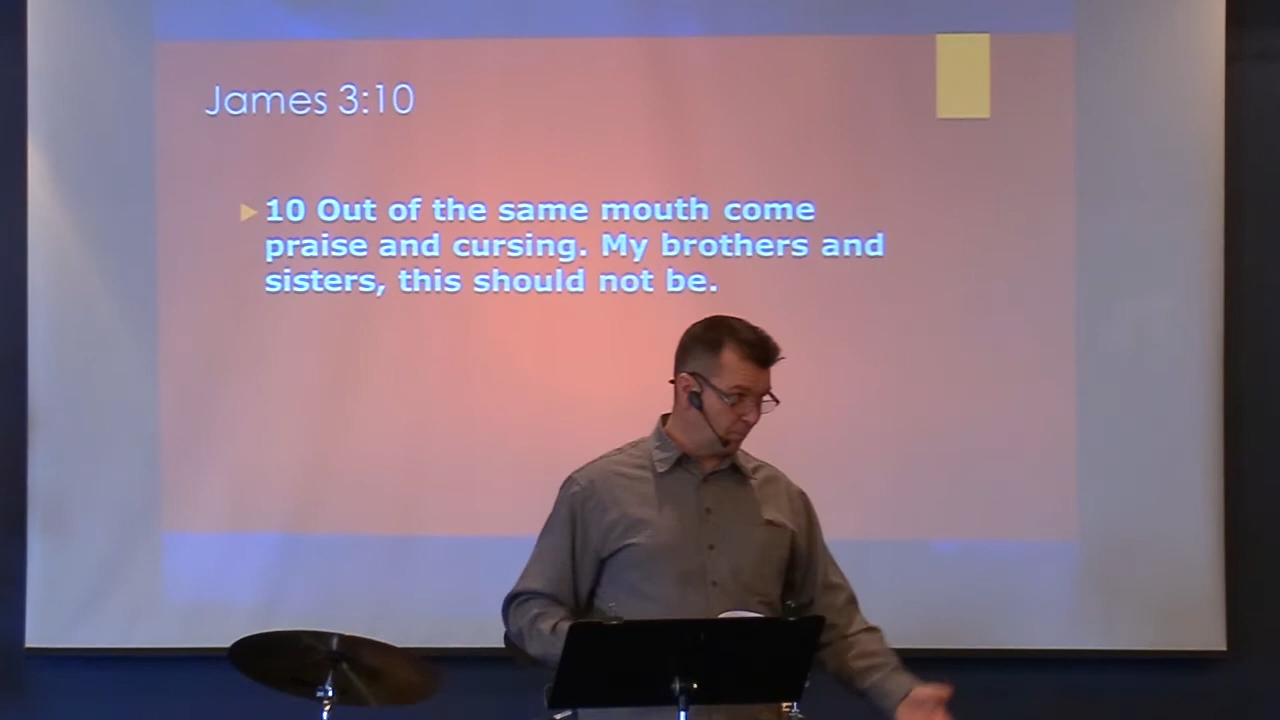 James 3:10
10 Out of the same mouth come
praise and cursing. My brothers and
sisters, this should not be.